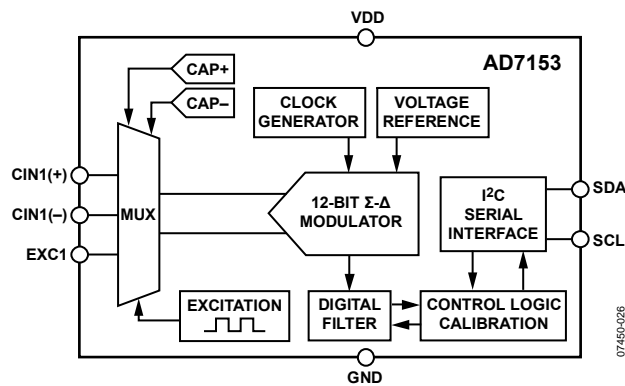 VDD
AD7153
CAP+
CAP–
CLOCK
GENERATOR
VOLTAGE
REFERENCE
CIN1(+)
CIN1(–)
EXC1
MUX
12-BIT Σ-Δ
MODULATOR
I²C
SERIAL
INTERFACE
SDA
SCL
EXCITATION
DIGITAL
FILTER
CONTROL LOGIC
CALIBRATION
GND
07450-026